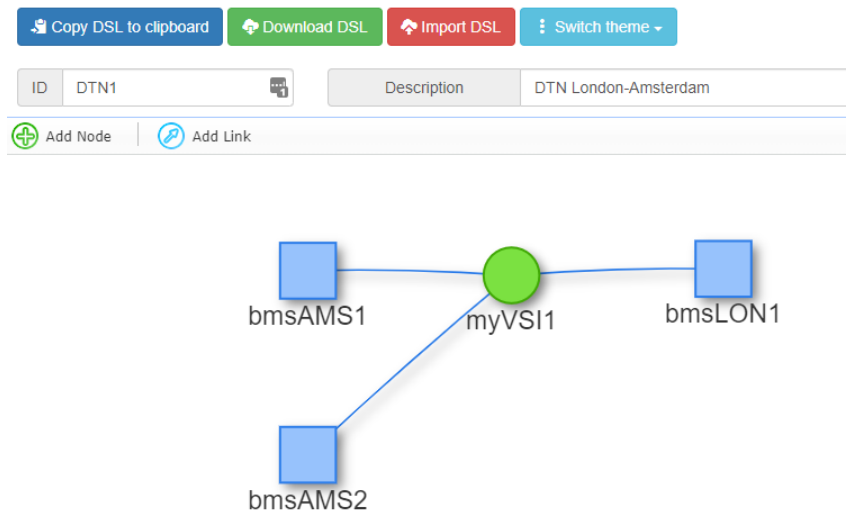 Copy DSL to clipboard Download DSL Import DSL Switch theme
ID DTN1 1 Description DTN London-Amsterdam
Add Node Add Link
bmsAMS1 myVSI1 bmsLON1
bmsAMS2